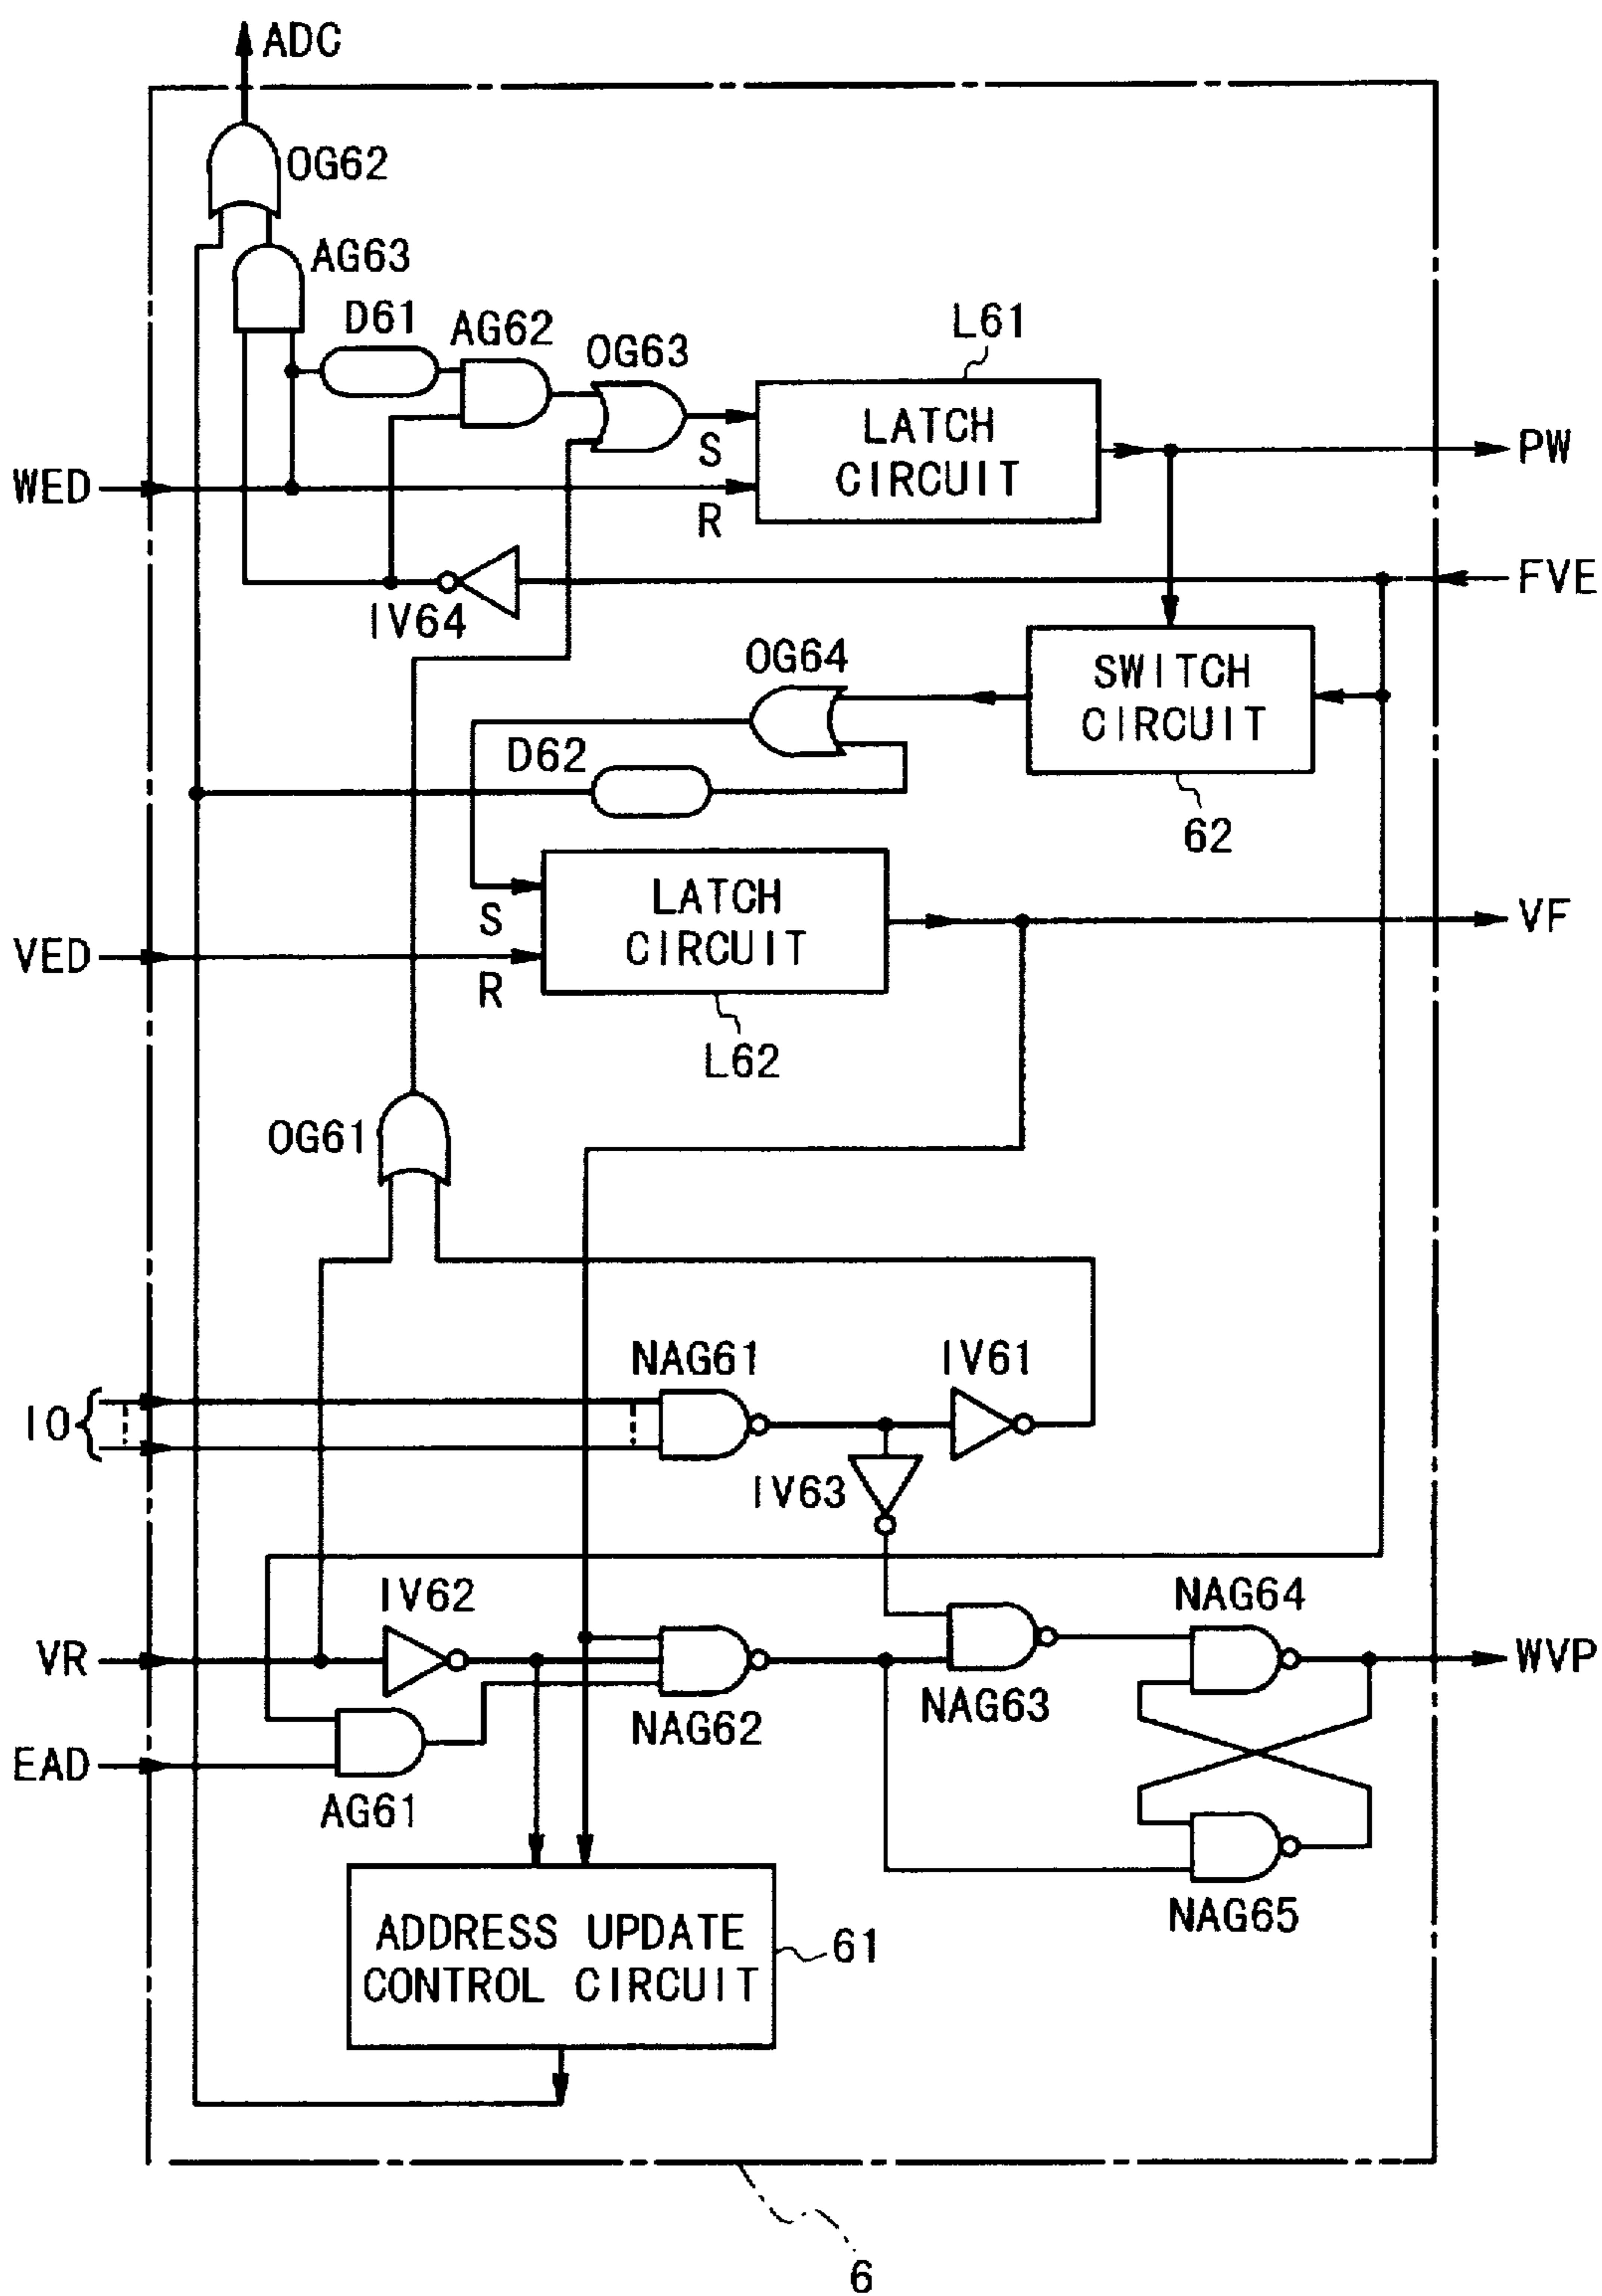 ADC
OG62
AG63
D61
AG62
OG63
L61
LATCH
CIRCUIT
S
R
PW
WED
FVE
IV64
OG64
SWITCH
CIRCUIT
D62
62
LATCH
CIRCUIT
S
R
VF
VED
L62
OG61
NAG61
IV61
IO
IV63
IV62
NAG64
VR
WVP
NAG62
NAG63
EAD
AG61
NAG65
ADDRESS UPDATE
CONTROL CIRCUIT
61
6